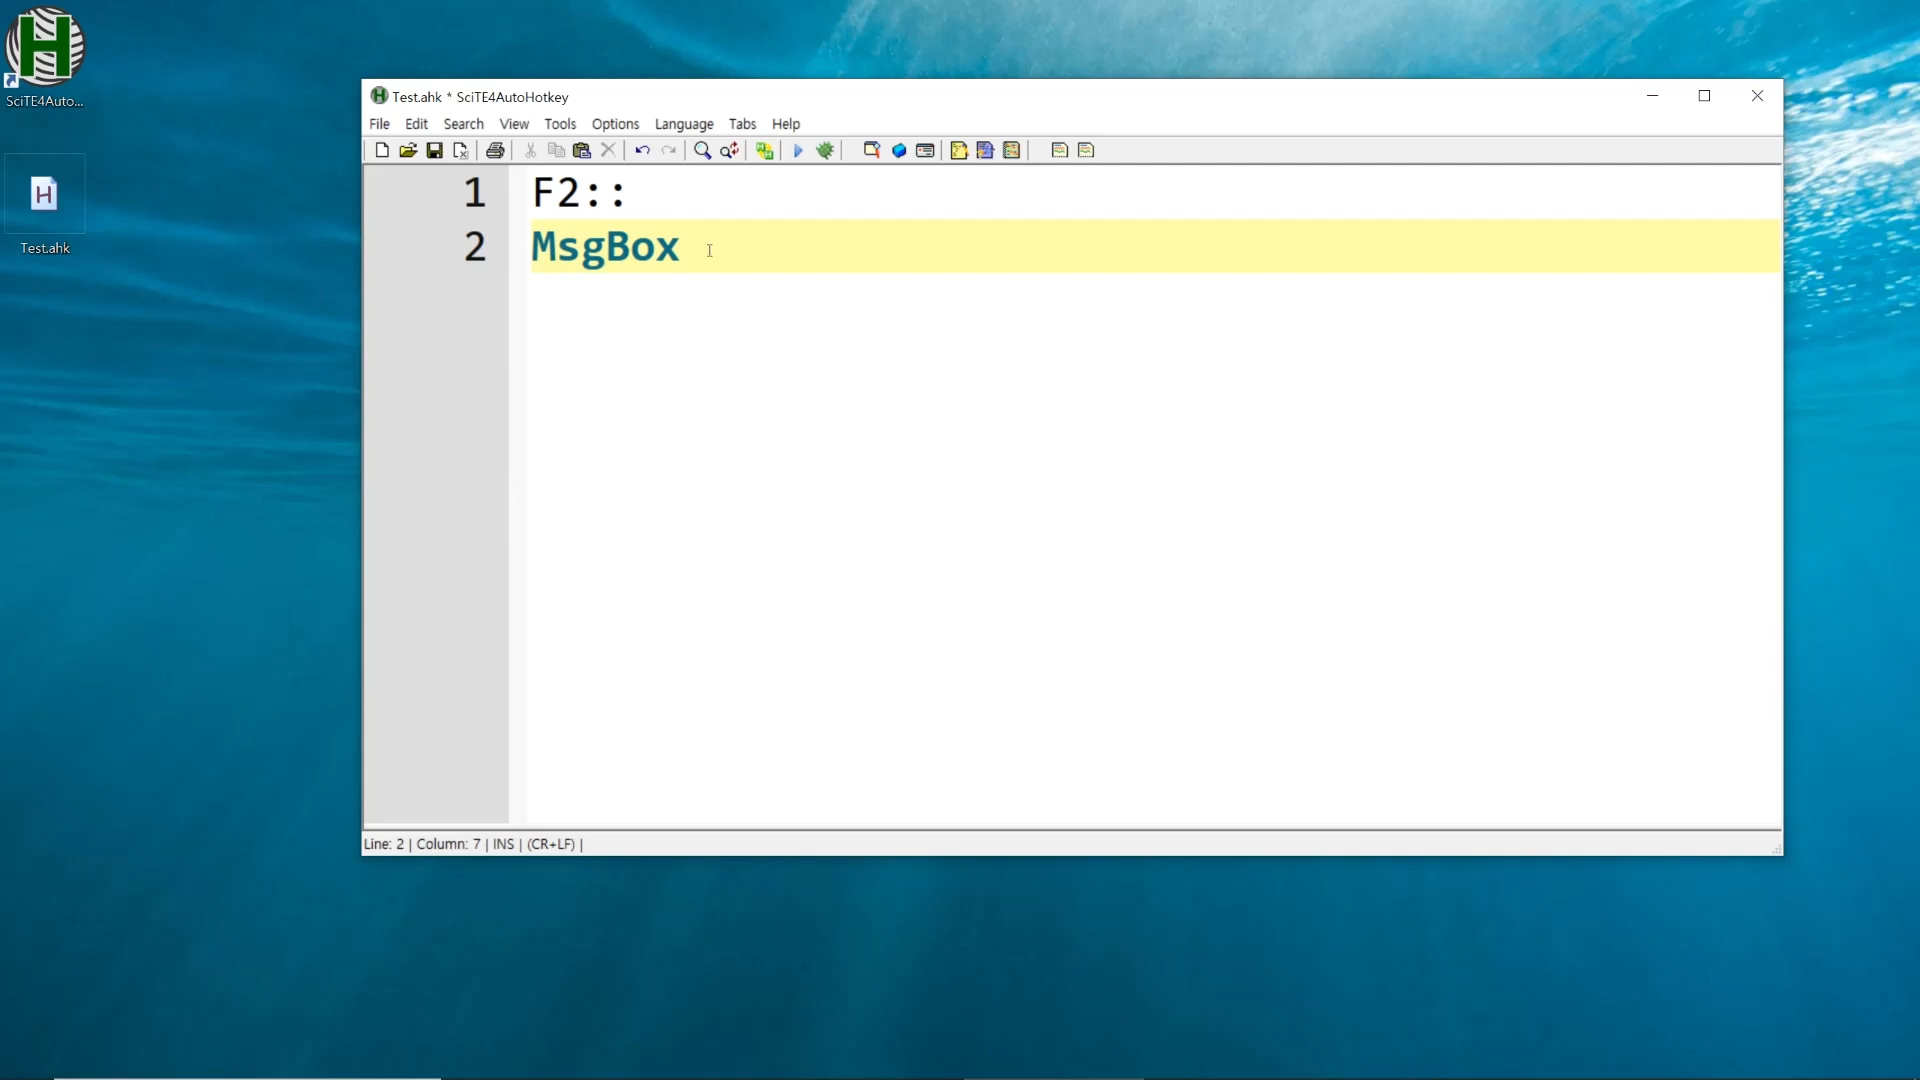 SciTE4Auto...
Test.ahk
Test.ahk * SciTE4AutoHotkey
File Edit Search View Tools Options Language Tabs Help
1 F2::
2 MsgBox
Line: 2 | Column: 7 | INS | (CR+LF) |